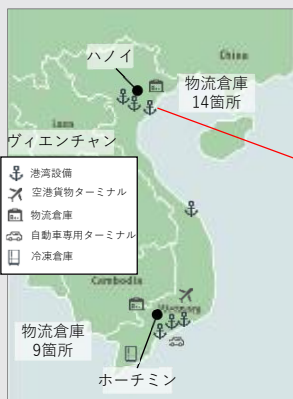 ハノイ
China
物流倉庫
14箇所
Laos
ヴィエンチャン
港湾設備
空港貨物ターミナル
物流倉庫
自動車専用ターミナル
冷凍倉庫
Cambodia
物流倉庫
9箇所
ホーチミン